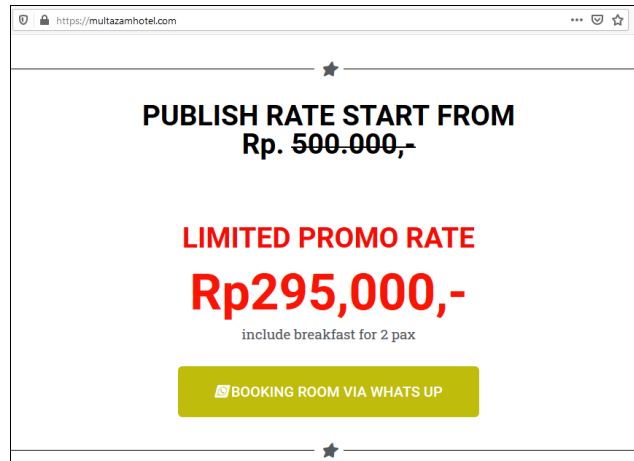 https://multazamhotel.com
PUBLISH RATE START FROM
Rp. 500.000,-
LIMITED PROMO RATE
Rp295,000,-
include breakfast for 2 pax
BOOKING ROOM VIA WHATS UP